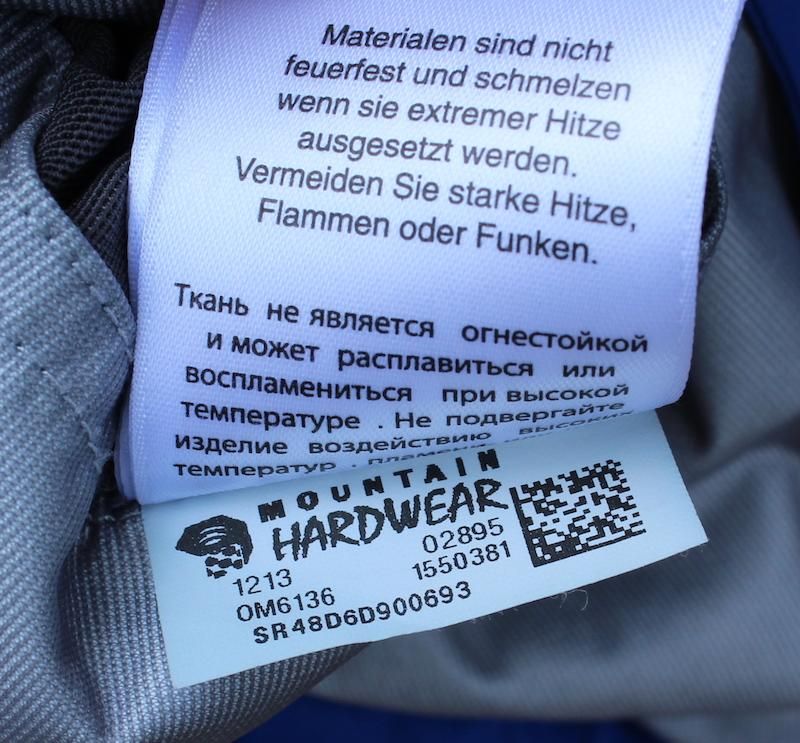 Materialen sind nicht
feuerfest und schmelzen
wenn sie extremer Hitze
ausgesetzt werden.
Vermeiden Sie starke Hitze,
Flammen oder Funken.
Ткань не является огнестойкой
и может расплавиться или
воспламениться при высокой
температуре . Не подвергайте
изделие воздействию высоких
температур
MOUNTAIN
HARDWEAR
1213 02895
OM6136 1550381
SR48D6D900693